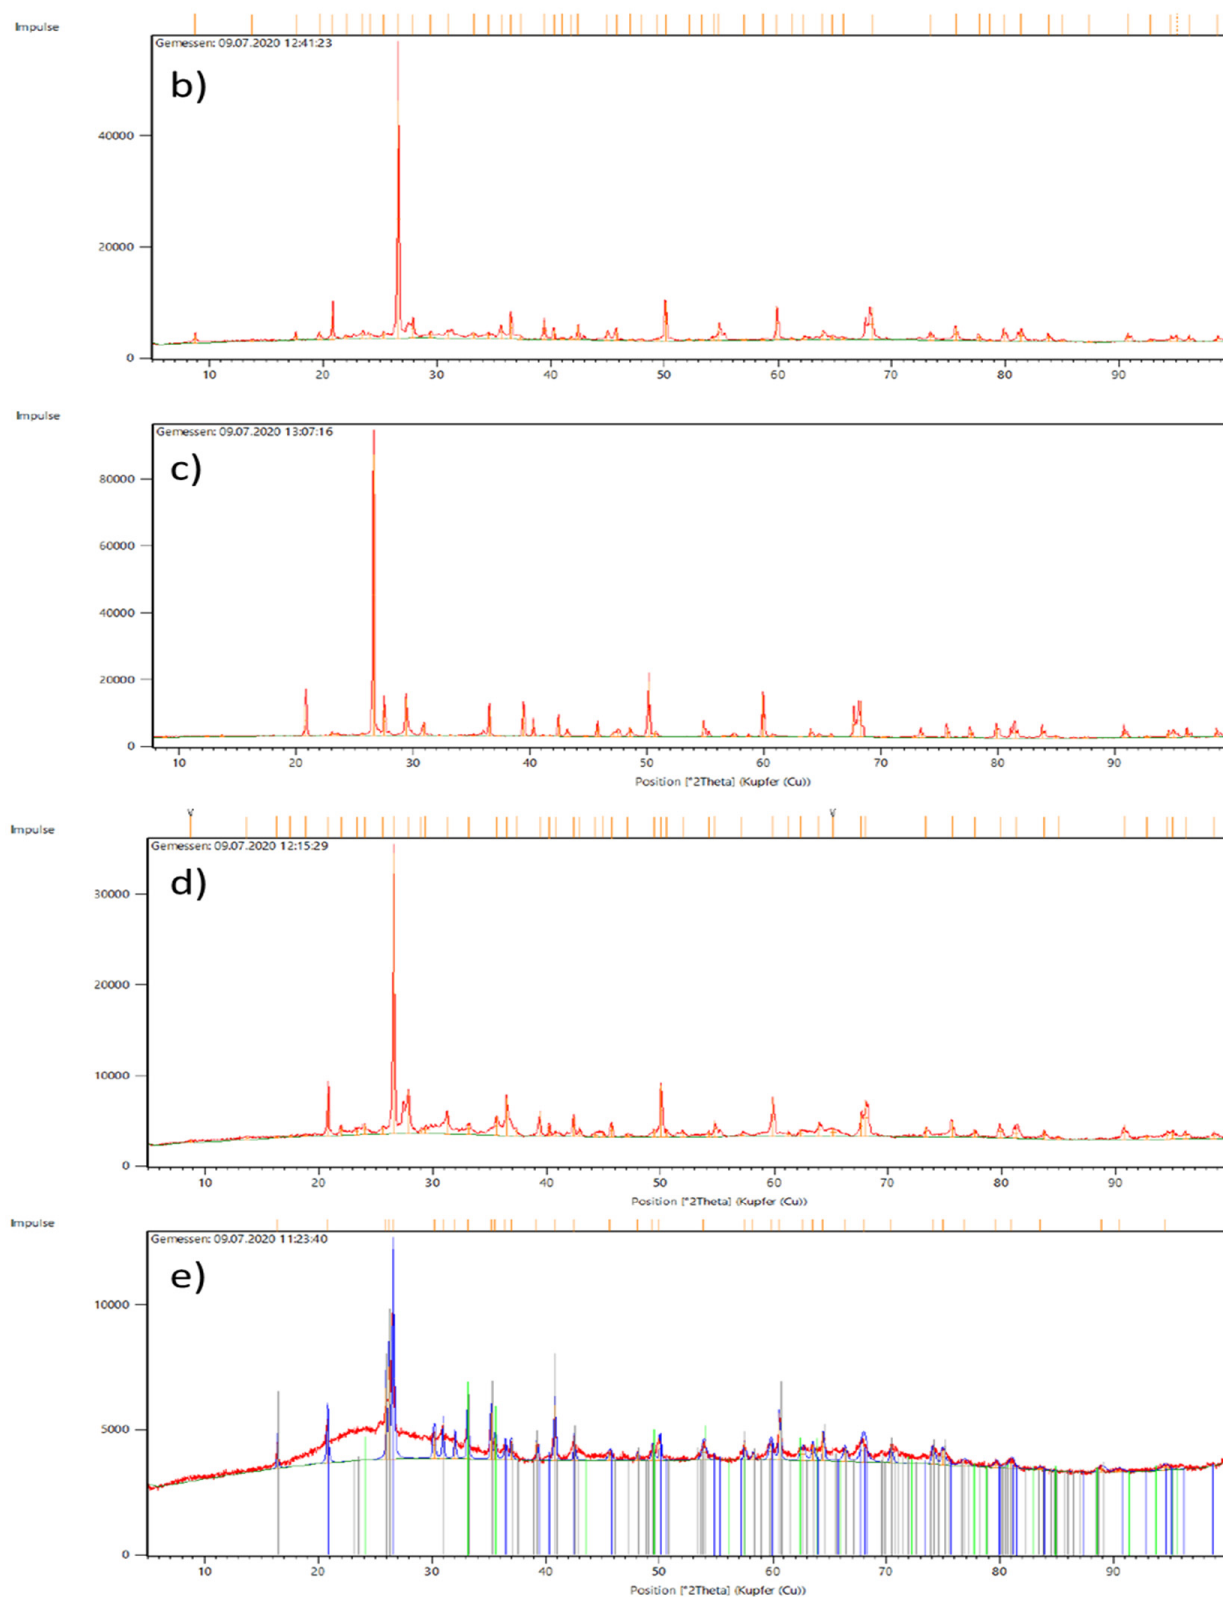 Impulse
Gemessen: 09.07.2020 12:41:23
b)
40000
20000
0
10 20 30 40 50 60 70 80 90
Impulse
Gemessen: 09.07.2020 13:07:16
c)
80000
60000
40000
20000
0
10 20 30 40 50 60 70 80 90
Position [°2Theta] (Kupfer (Cu))
Impulse
v v
Gemessen: 09.07.2020 12:15:29
d)
30000
20000
10000
0
10 20 30 40 50 60 70 80 90
Position [°2Theta] (Kupfer (Cu))
Impulse
Gemessen: 09.07.2020 11:23:40
e)
10000
5000
0
10 20 30 40 50 60 70 80 90
Position [°2Theta] (Kupfer (Cu))